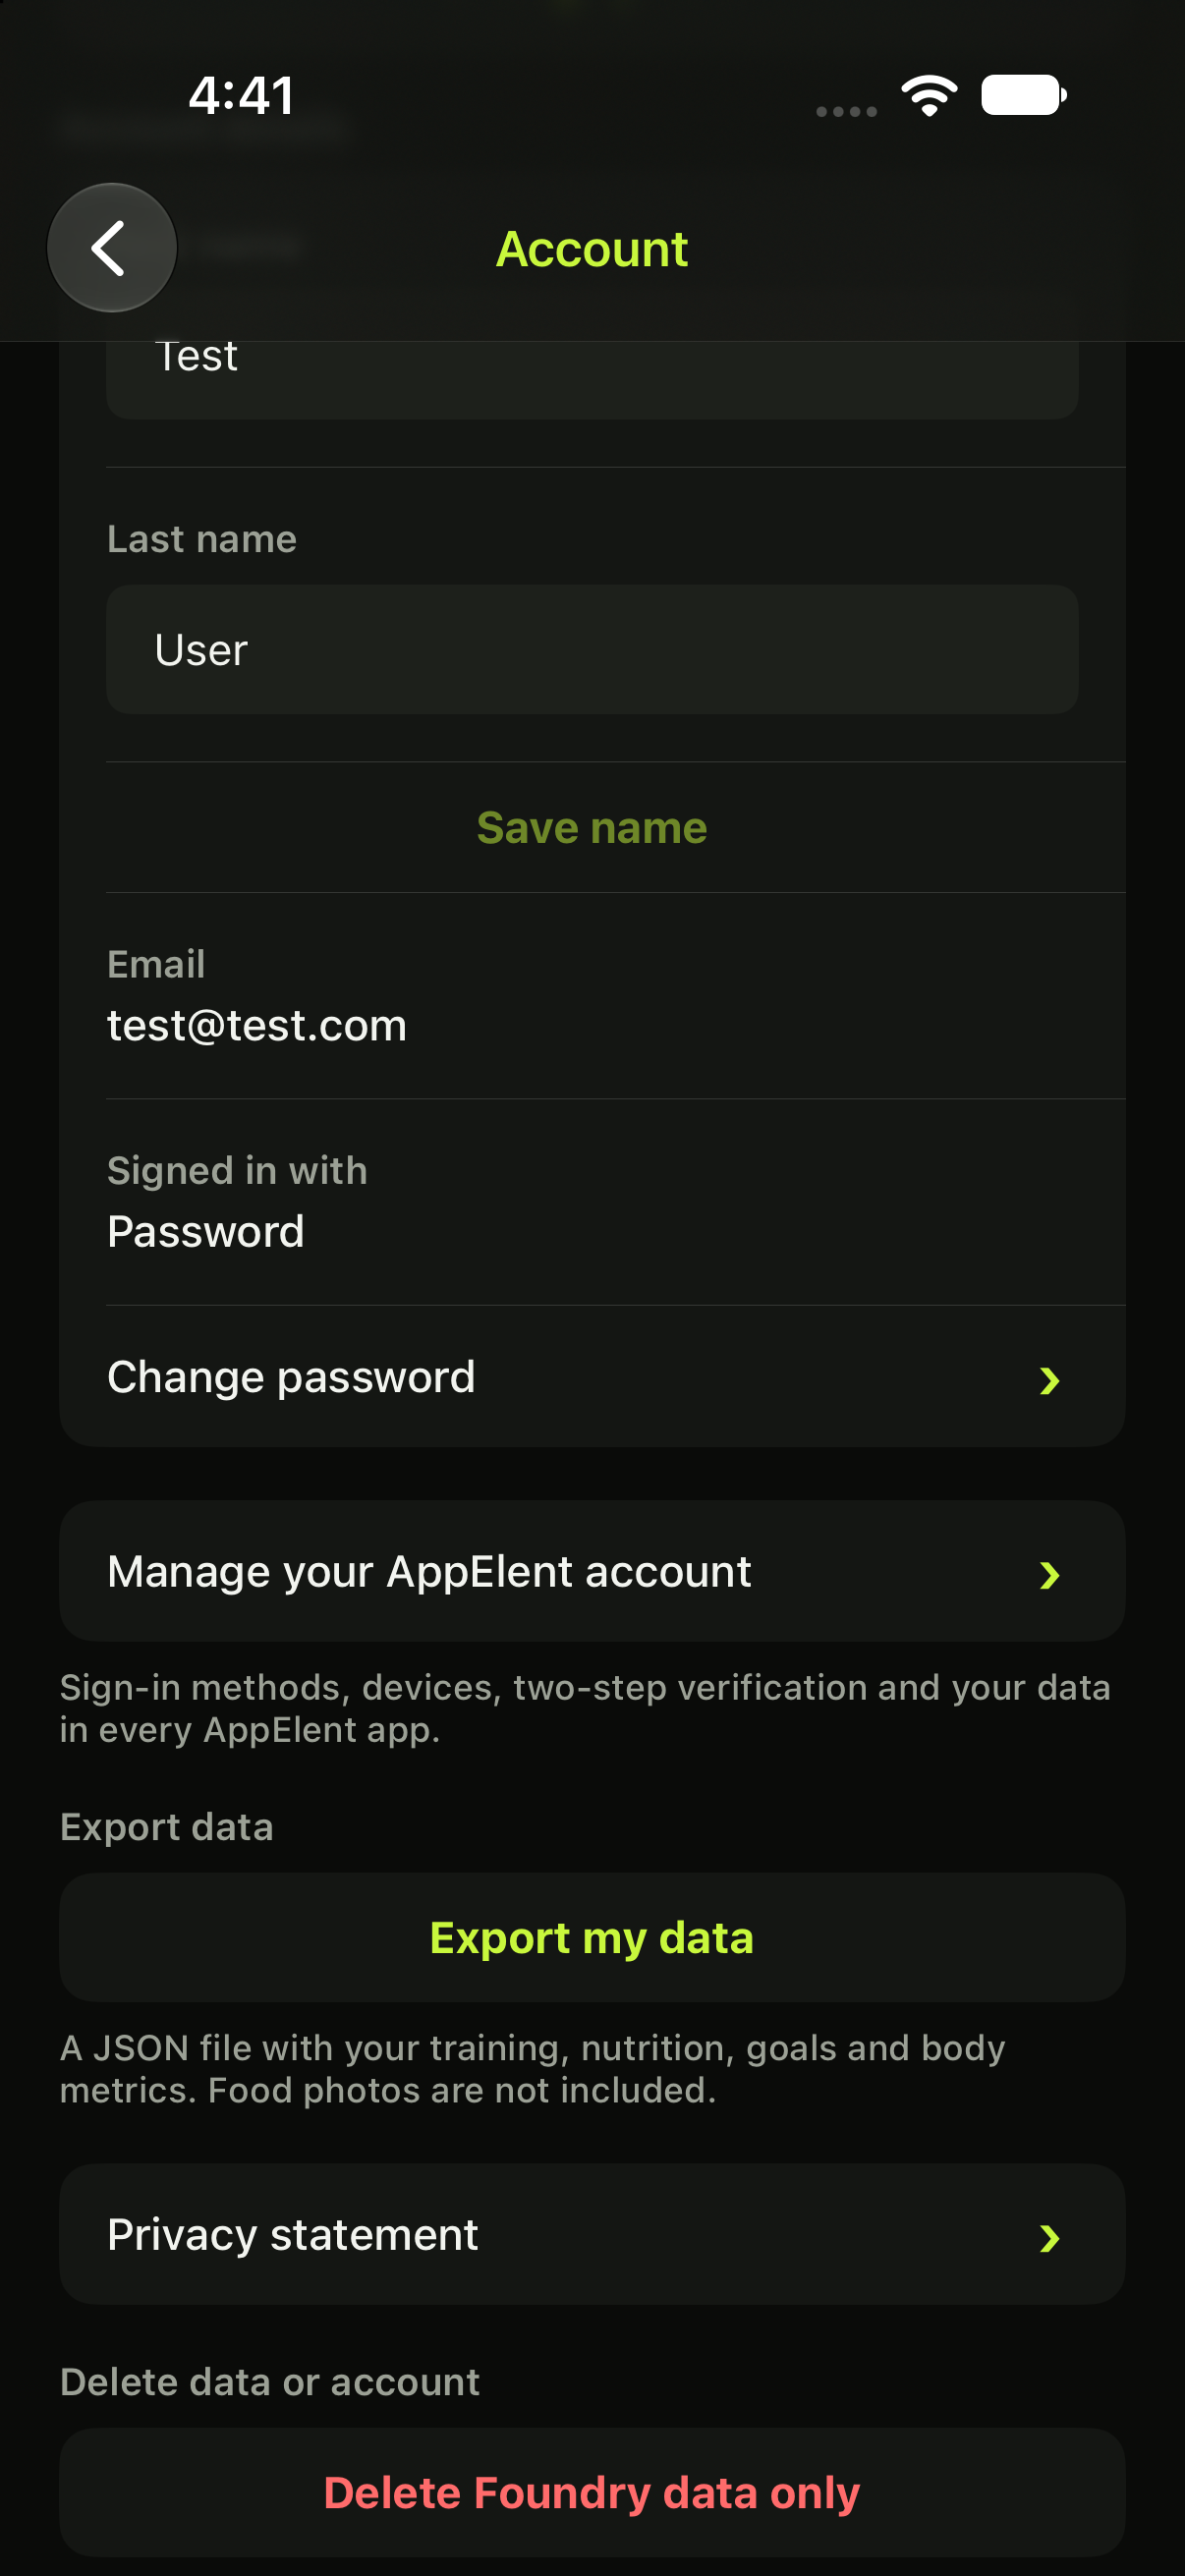 4:41
Account
Test
Last name
User
Save name
Email
test@test.com
Signed in with
Password
Change password
Manage your AppElent account
Sign-in methods, devices, two-step verification and your data
in every AppElent app.
Export data
Export my data
A JSON file with your training, nutrition, goals and body
metrics. Food photos are not included.
Privacy statement
Delete data or account
Delete Foundry data only